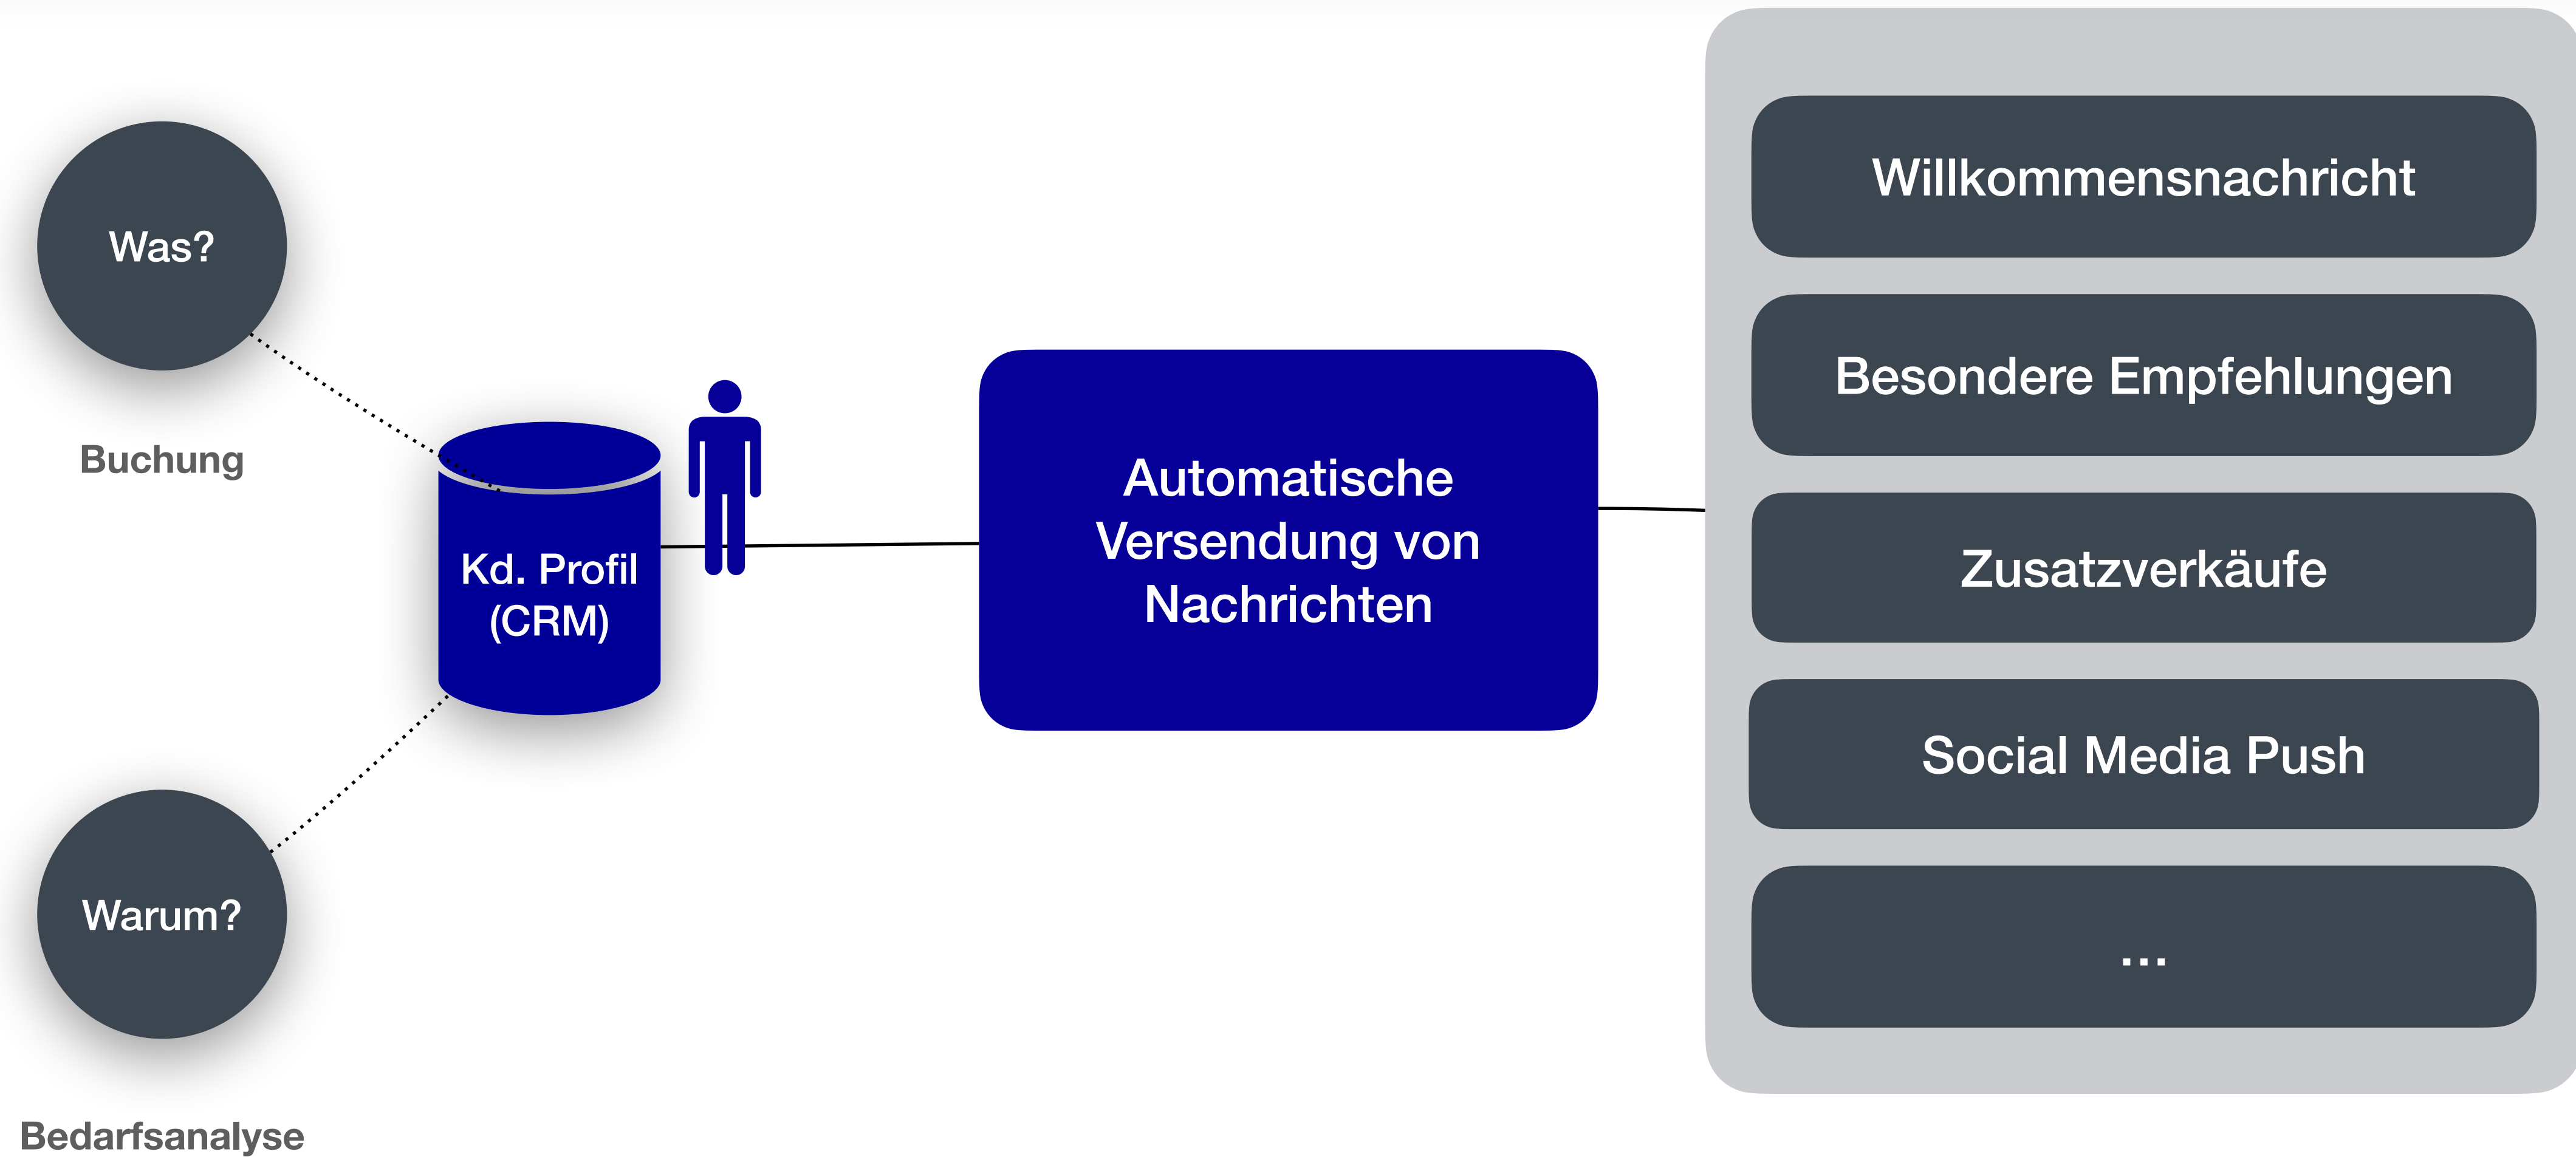 Was?
Buchung
Warum?
Bedarfsanalyse
Kd. Profil
(CRM)
Automatische
Versendung von
Nachrichten
Willkommensnachricht
Besondere Empfehlungen
Zusatzverkäufe
Social Media Push
...